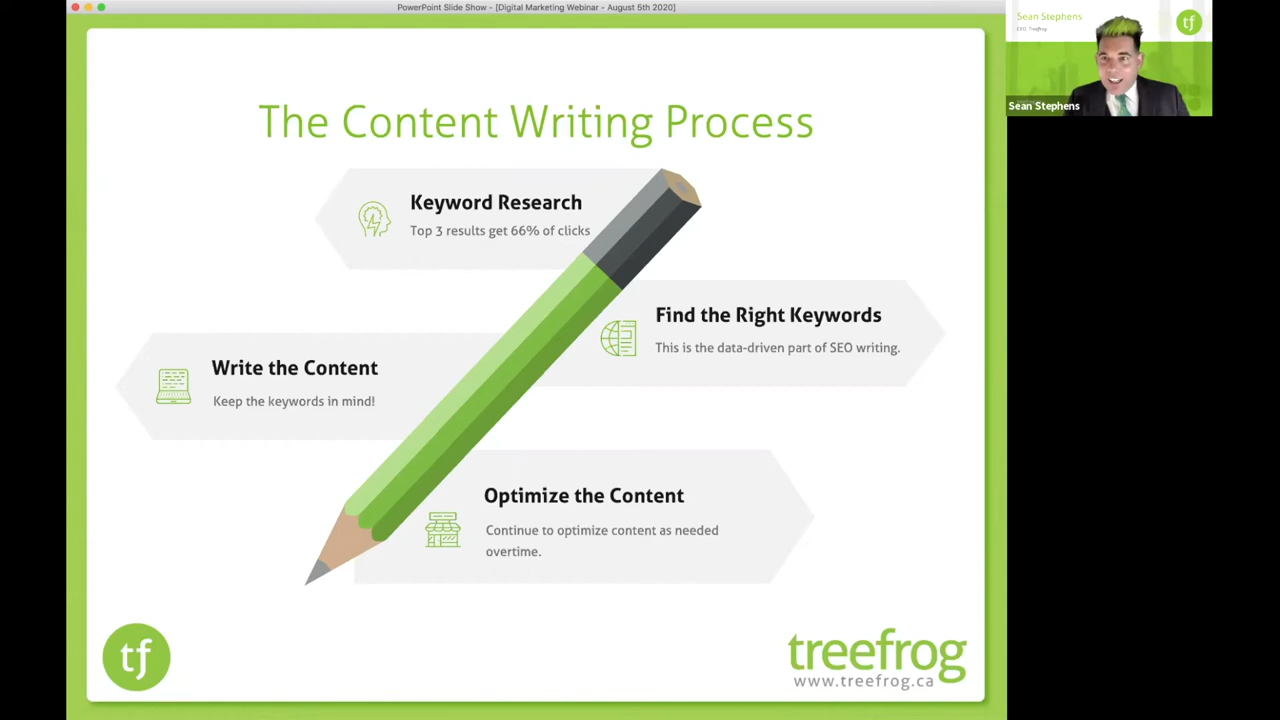 PowerPoint Slide Show - [Digital Marketing Webinar - August 5th 2020]
Sean Stephens
CEO, Treefrog
tf
Sean Stephens
The Content Writing Process
Keyword Research
Top 3 results get 66% of clicks
Find the Right Keywords
This is the data-driven part of SEO writing.
Write the Content
Keep the keywords in mind!
Optimize the Content
Continue to optimize content as needed
overtime.
tf
treefrog
www.treefrog.ca